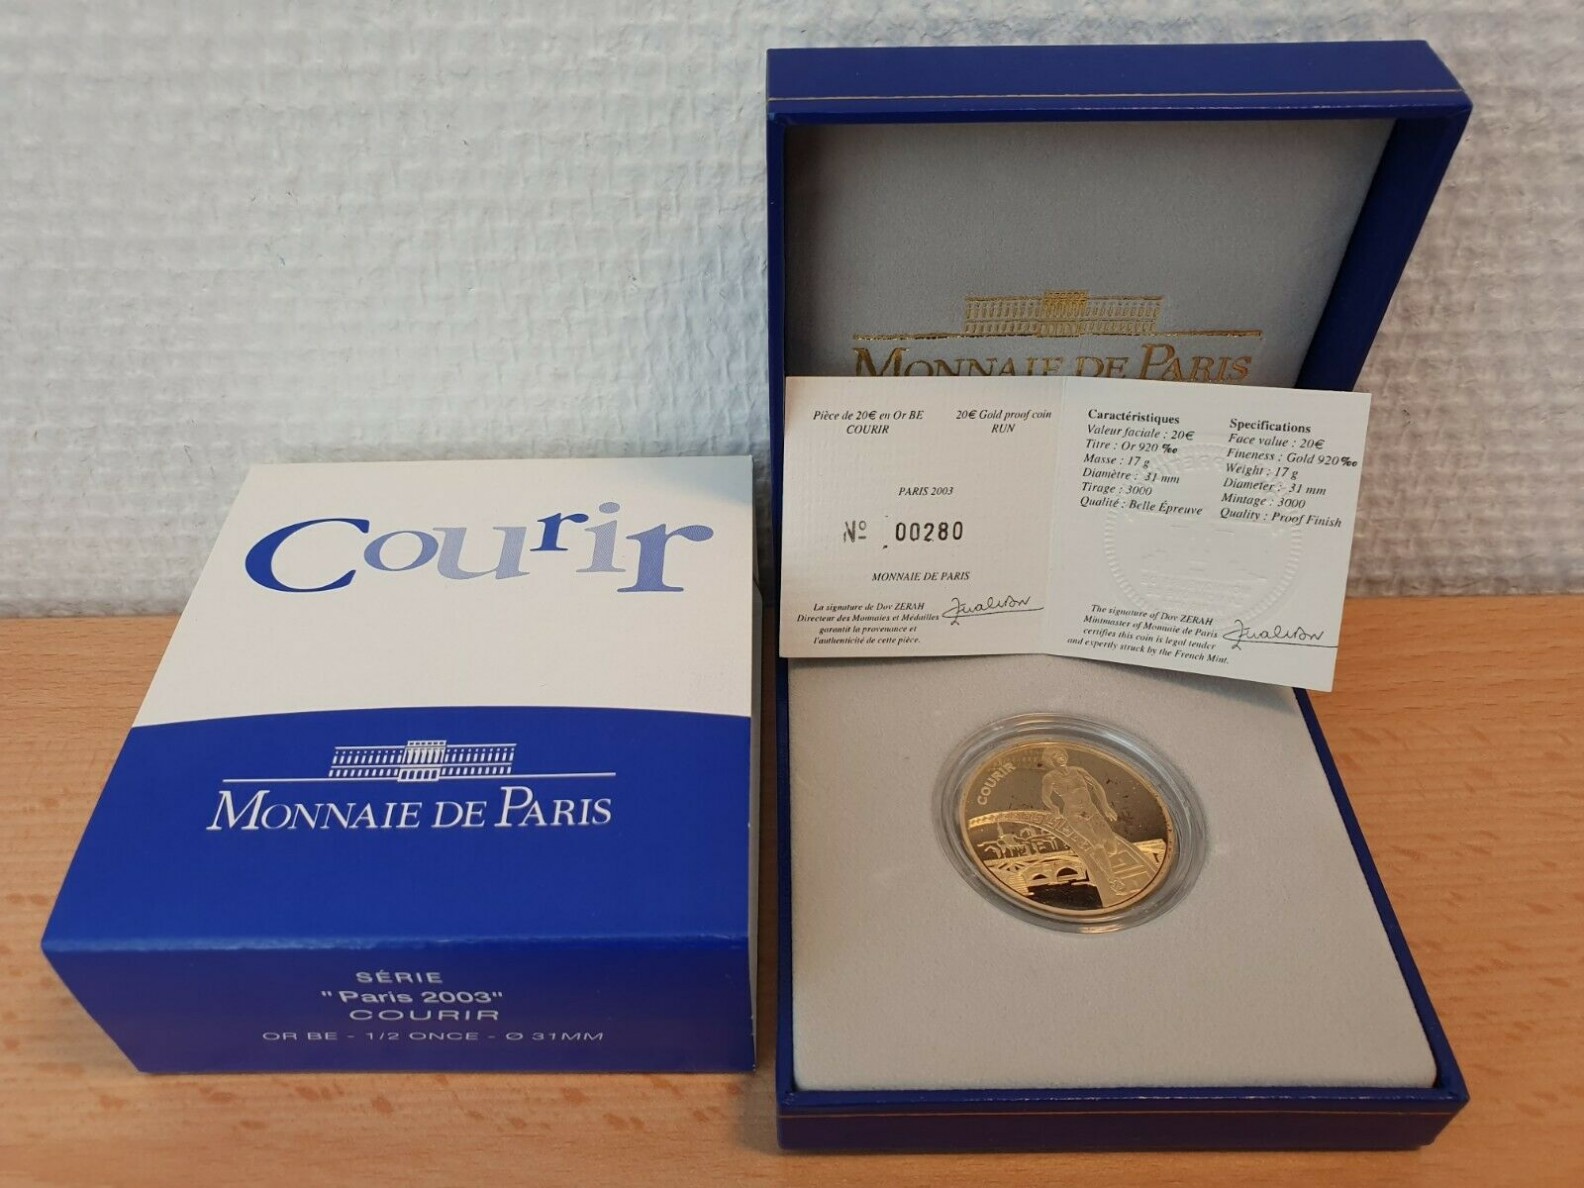 Courir
MONNAIE DE PARIS
SÉRIE
"Paris 2003"
COURIR
OR BE - 1/2 ONCE - Ø 31MM
MONNAIE DE PARIS
Pièce de 20€ en Or BE
COURIR
20€ Gold proof coin
RUN
PARIS 2003
Nº 00280
MONNAIE DE PARIS
La signature de Dov ZERAH
Directeur des Monnaies et Médailles
garantit la provenance et
l'authenticité de cette pièce.
Caractéristiques
Valeur faciale : 20€
Titre : Or 920 ‰
Masse : 17 g
Diamètre : 31 mm
Tirage : 3000
Qualité : Belle Épreuve
Specifications
Face value : 20€
Fineness : Gold 920 ‰
Weight : 17 g
Diameter : 31 mm
Mintage : 3000
Quality : Proof Finish
The signature of Dov ZERAH
Mintmaster of Monnaie de Paris
certifies this coin is legal tender
and expertly struck by the French Mint.
COURIR